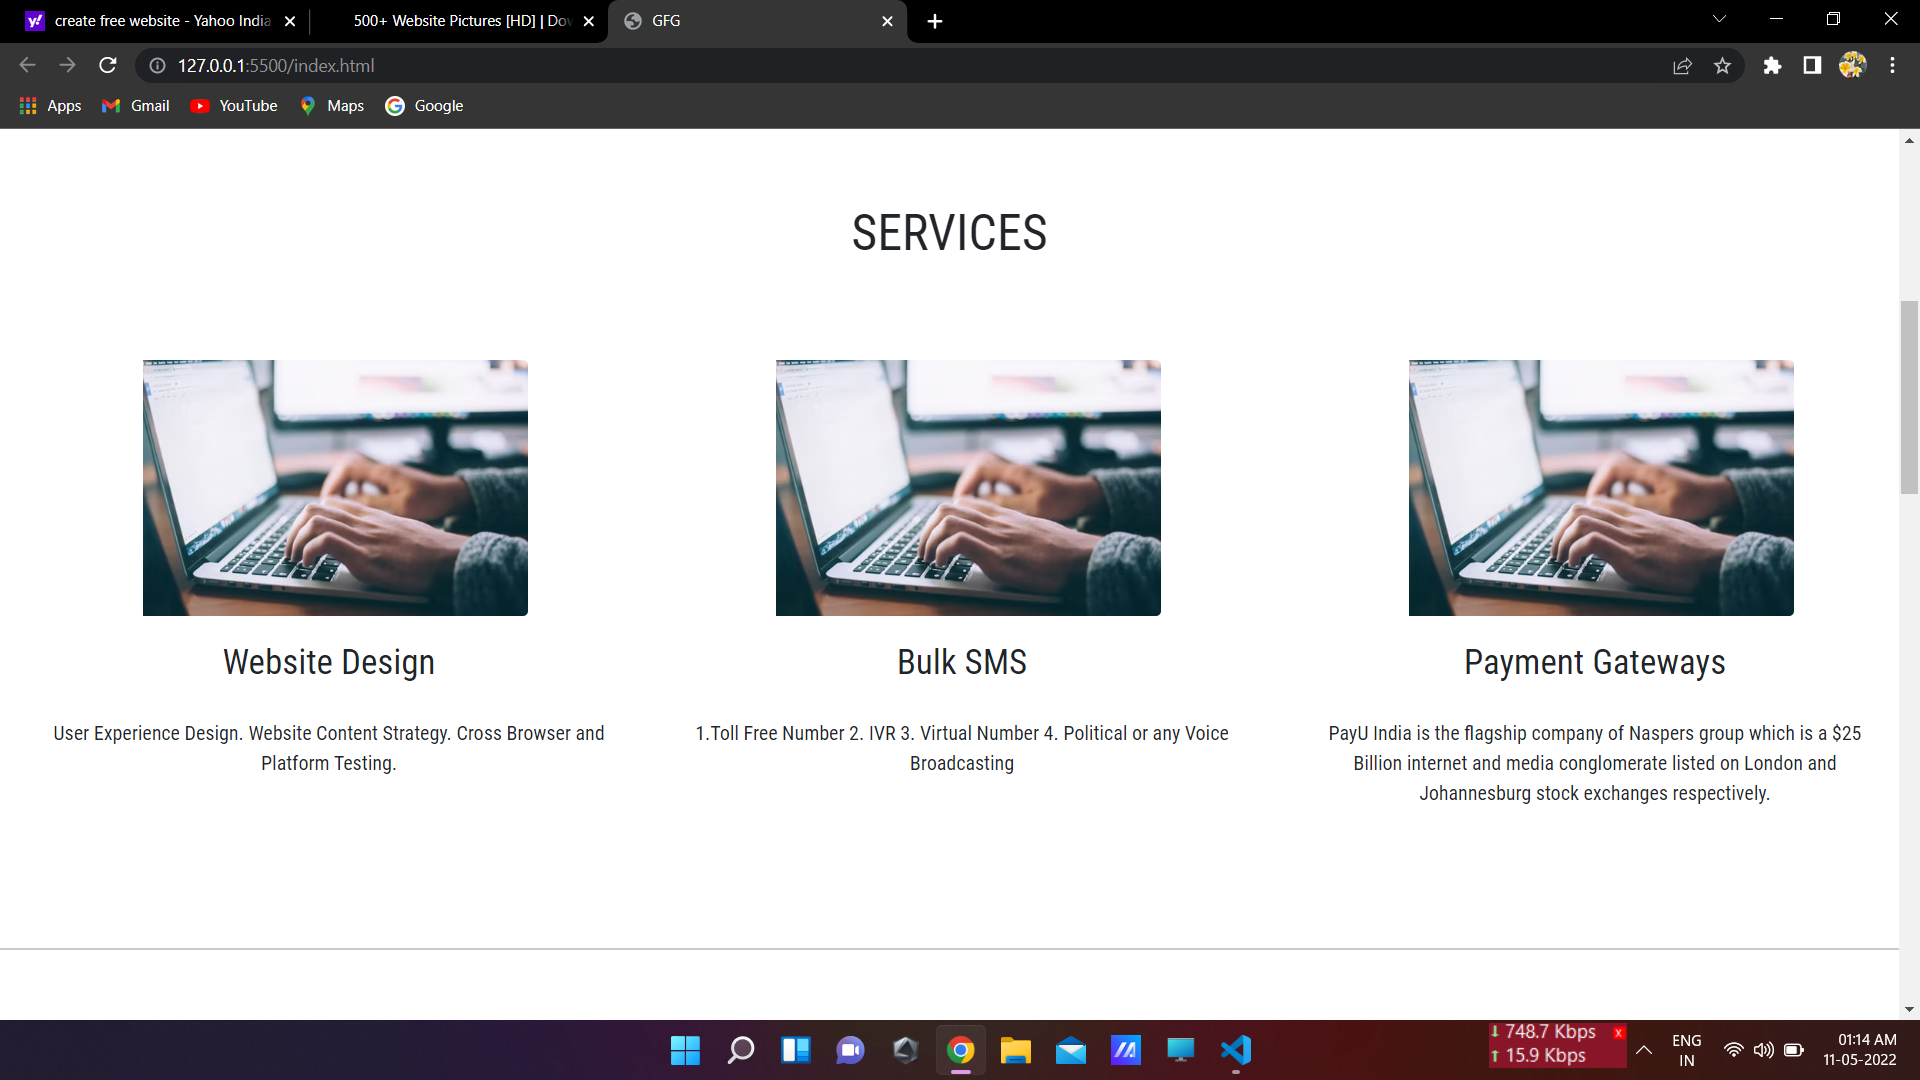 create free website - Yahoo India
500+ Website Pictures [HD] | Dow
GFG
127.0.0.1:5500/index.html
Apps
Gmail
YouTube
Maps
Google
SERVICES
Website Design
User Experience Design. Website Content Strategy. Cross Browser and
Platform Testing.
Bulk SMS
1.Toll Free Number 2. IVR 3. Virtual Number 4. Political or any Voice
Broadcasting
Payment Gateways
PayU India is the flagship company of Naspers group which is a $25
Billion internet and media conglomerate listed on London and
Johannesburg stock exchanges respectively.
748.7 Kbps
15.9 Kbps
x
ENG
IN
01:14 AM
11-05-2022